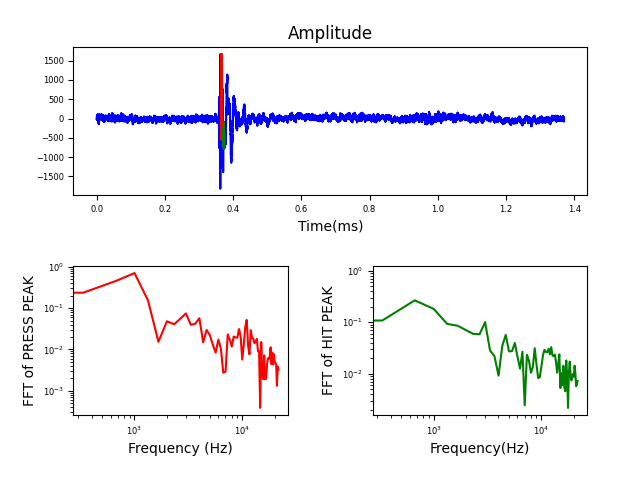 Amplitude
1500
1000
500
0
−500
−1000
−1500
0.0 0.2 0.4 0.6 0.8 1.0 1.2 1.4
Time(ms)
FFT of PRESS PEAK
10⁰
10⁻¹
10⁻²
10⁻³
10³ 10⁴
Frequency (Hz)
FFT of HIT PEAK
10⁰
10⁻¹
10⁻²
10³ 10⁴
Frequency(Hz)